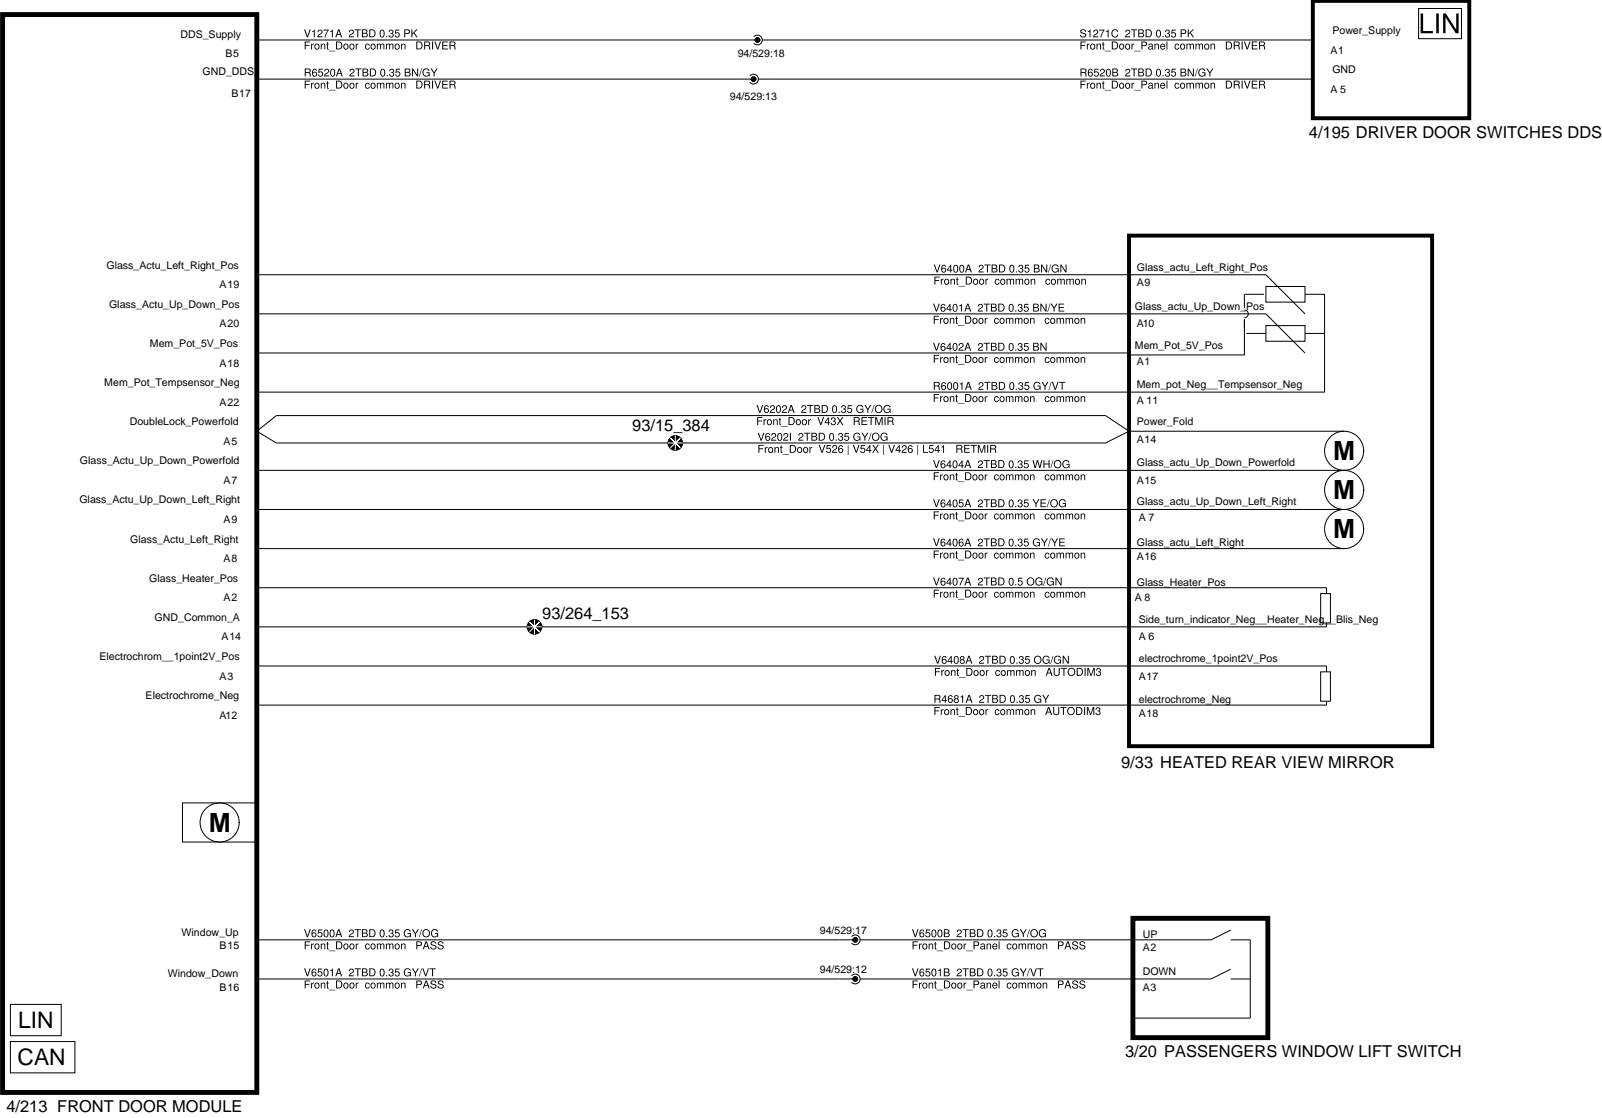 DDS_Supply
B5
GND_DDS
B17
V1271A 2TBD 0.35 PK
Front_Door common DRIVER
R6520A 2TBD 0.35 BN/GY
Front_Door common DRIVER
94/529:18
94/529:13
S1271C 2TBD 0.35 PK
Front_Door_Panel common DRIVER
R6520B 2TBD 0.35 BN/GY
Front_Door_Panel common DRIVER
Power_Supply
LIN
A1
GND
A 5
4/195 DRIVER DOOR SWITCHES DDS
Glass_Actu_Left_Right_Pos
A19
Glass_Actu_Up_Down_Pos
A20
Mem_Pot_5V_Pos
A18
Mem_Pot_Tempsensor_Neg
A22
DoubleLock_Powerfold
A5
Glass_Actu_Up_Down_Powerfold
A7
Glass_Actu_Up_Down_Left_Right
A9
Glass_Actu_Left_Right
A8
Glass_Heater_Pos
A2
GND_Common_A
A14
Electrochrom__1point2V_Pos
A3
Electrochrome_Neg
A12
93/15_384
93/264_153
V6400A 2TBD 0.35 BN/GN
Front_Door common common
V6401A 2TBD 0.35 BN/YE
Front_Door common common
V6402A 2TBD 0.35 BN
Front_Door common common
R6001A 2TBD 0.35 GY/VT
Front_Door common common
V6202A 2TBD 0.35 GY/OG
Front_Door V43X RETMIR
V6202I 2TBD 0.35 GY/OG
Front_Door V526 | V54X | V426 | L541 RETMIR
V6404A 2TBD 0.35 WH/OG
Front_Door common common
V6405A 2TBD 0.35 YE/OG
Front_Door common common
V6406A 2TBD 0.35 GY/YE
Front_Door common common
V6407A 2TBD 0.5 OG/GN
Front_Door common common
V6408A 2TBD 0.35 OG/GN
Front_Door common AUTODIM3
R4681A 2TBD 0.35 GY
Front_Door common AUTODIM3
Glass_actu_Left_Right_Pos
A9
Glass_actu_Up_Down_Pos
A10
Mem_Pot_5V_Pos
A1
Mem_pot_Neg__Tempsensor_Neg
A 11
Power_Fold
A14
M
Glass_actu_Up_Down_Powerfold
A15
M
Glass_actu_Up_Down_Left_Right
A 7
M
Glass_actu_Left_Right
A16
Glass_Heater_Pos
A 8
Side_turn_indicator_Neg__Heater_Neg__Blis_Neg
A 6
electrochrome_1point2V_Pos
A17
electrochrome_Neg
A18
9/33 HEATED REAR VIEW MIRROR
M
Window_Up
B15
Window_Down
B16
V6500A 2TBD 0.35 GY/OG
Front_Door common PASS
V6501A 2TBD 0.35 GY/VT
Front_Door common PASS
94/529:17
94/529:12
V6500B 2TBD 0.35 GY/OG
Front_Door_Panel common PASS
V6501B 2TBD 0.35 GY/VT
Front_Door_Panel common PASS
UP
A2
DOWN
A3
3/20 PASSENGERS WINDOW LIFT SWITCH
LIN
CAN
4/213 FRONT DOOR MODULE